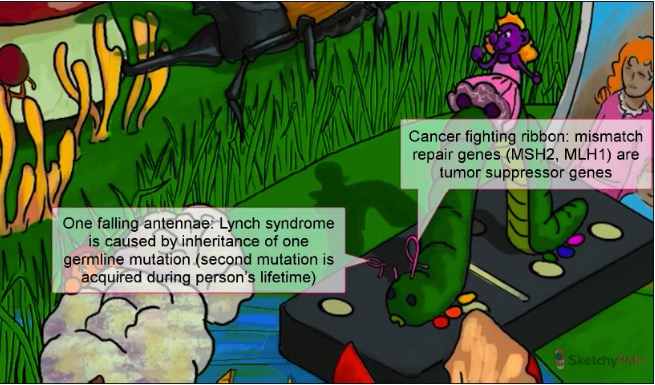 Cancer fighting ribbon: mismatch
repair genes (MSH2, MLH1) are
tumor suppressor genes
One falling antennae: Lynch syndrome
is caused by inheritance of one
germline mutation (second mutation is
acquired during person's lifetime)
SketchyPath